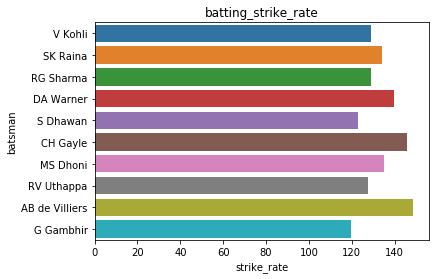 batting_strike_rate
batsman
V Kohli
SK Raina
RG Sharma
DA Warner
S Dhawan
CH Gayle
MS Dhoni
RV Uthappa
AB de Villiers
G Gambhir
0 20 40 60 80 100 120 140
strike_rate